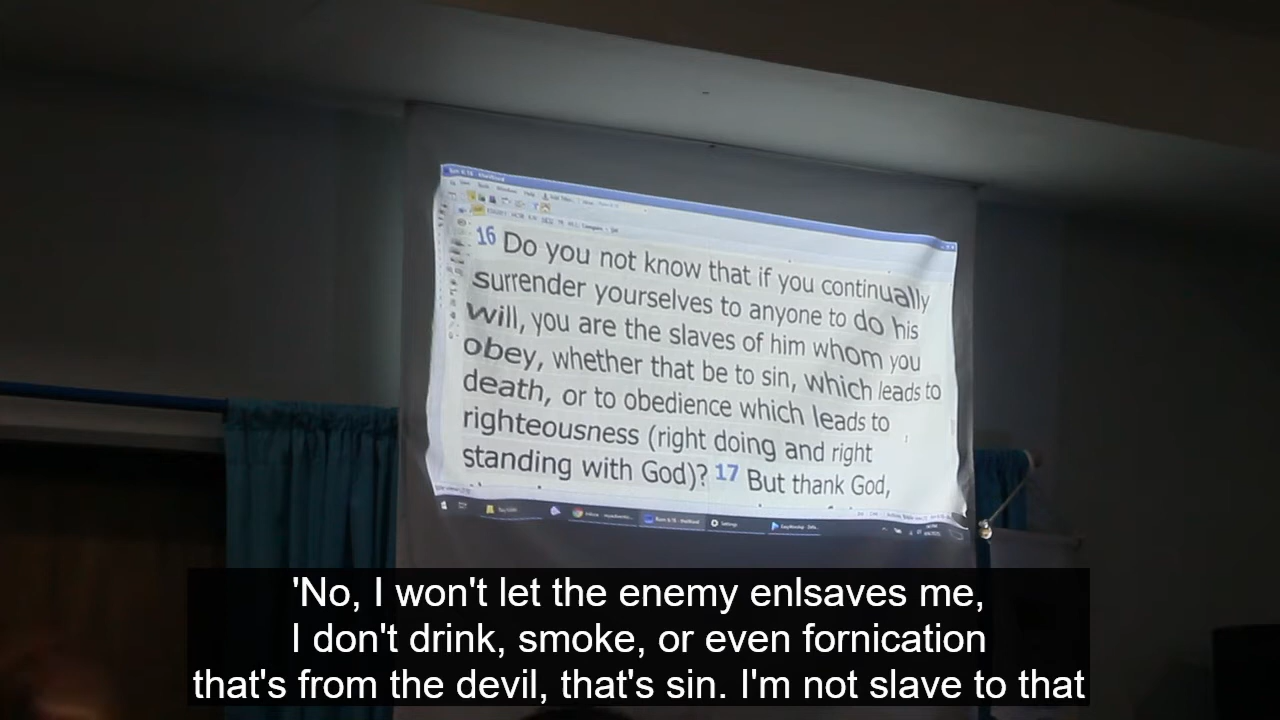 16 Do you not know that if you continually
surrender yourselves to anyone to do his
will, you are the slaves of him whom you
obey, whether that be to sin, which leads to
death, or to obedience which leads to
righteousness (right doing and right
standing with God)? 17 But thank God,
'No, I won't let the enemy enlsaves me,
I don't drink, smoke, or even fornication
that's from the devil, that's sin. I'm not slave to that